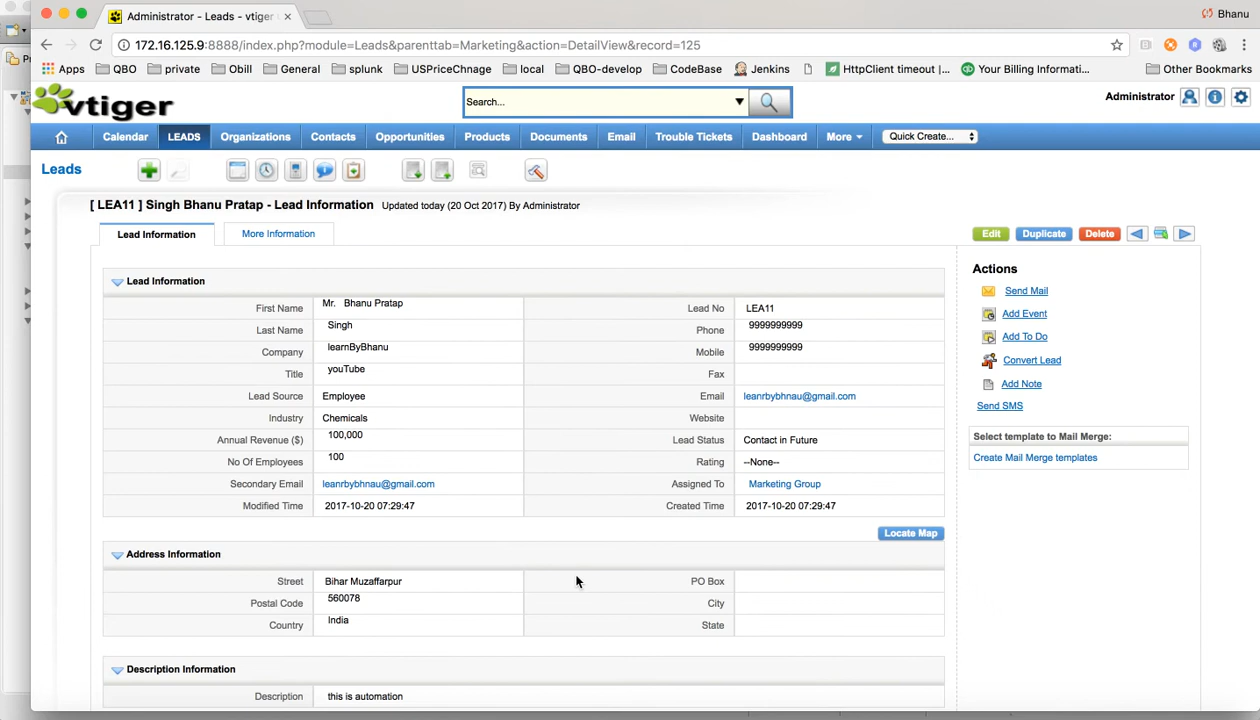 Administrator - Leads - vtiger
Bhanu
172.16.125.9:8888/index.php?module=Leads&parenttab=Marketing&action=DetailView&record=125
Apps QBO private Obill General splunk USPriceChnage local QBO-develop CodeBase Jenkins HttpClient timeout |... Your Billing Informati... Other Bookmarks
vtiger
Search...
Administrator
Calendar LEADS Organizations Contacts Opportunities Products Documents Email Trouble Tickets Dashboard More Quick Create...
Leads
[ LEA11 ] Singh Bhanu Pratap - Lead Information Updated today (20 Oct 2017) By Administrator
Lead Information More Information
Edit Duplicate Delete
Actions
Send Mail
Add Event
Add To Do
Convert Lead
Add Note
Send SMS
Select template to Mail Merge:
Create Mail Merge templates
Lead Information
First Name Mr. Bhanu Pratap Lead No LEA11
Last Name Singh Phone 9999999999
Company learnByBhanu Mobile 9999999999
Title youTube Fax
Lead Source Employee Email leanrbybhnau@gmail.com
Industry Chemicals Website
Annual Revenue ($) 100,000 Lead Status Contact in Future
No Of Employees 100 Rating --None--
Secondary Email leanrbybhnau@gmail.com Assigned To Marketing Group
Modified Time 2017-10-20 07:29:47 Created Time 2017-10-20 07:29:47
Locate Map
Address Information
Street Bihar Muzaffarpur PO Box
Postal Code 560078 City
Country India State
Description Information
Description this is automation